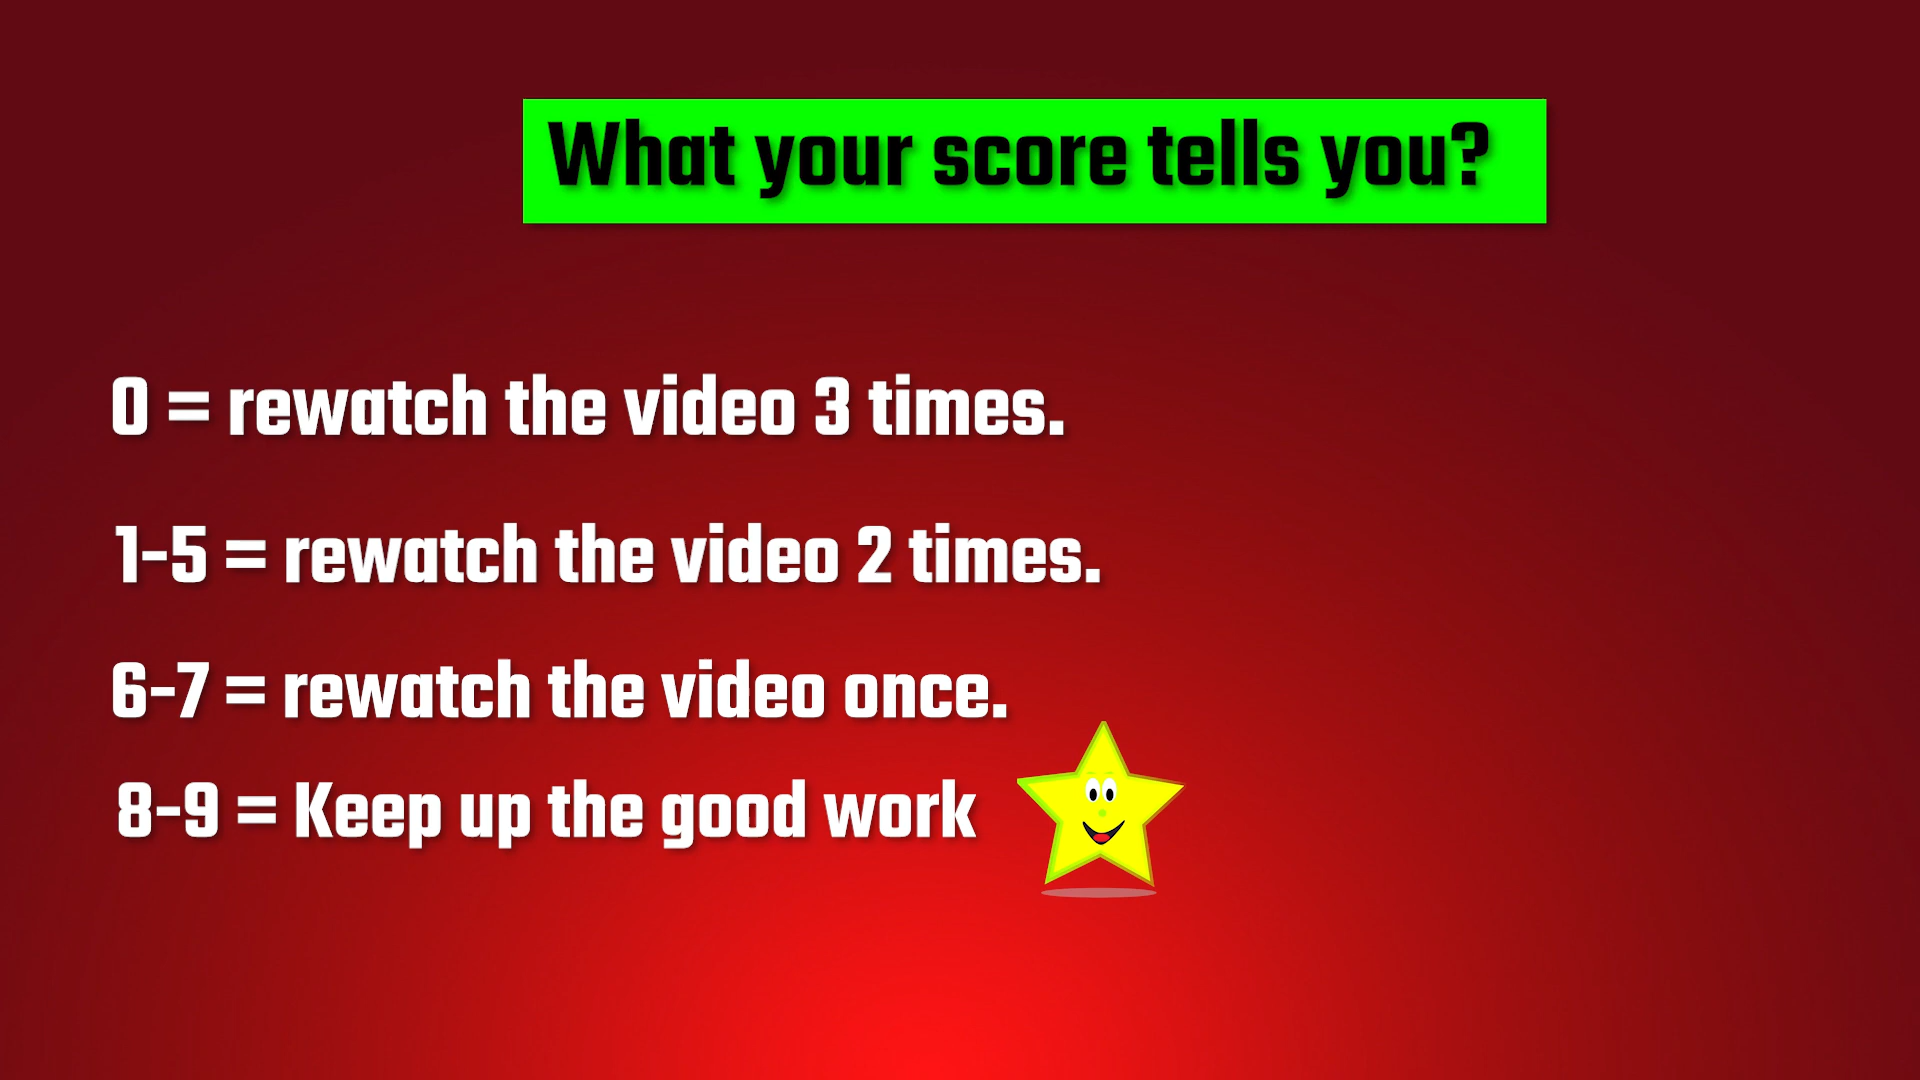 What your score tells you?
0 = rewatch the video 3 times.
1-5 = rewatch the video 2 times.
6-7 = rewatch the video once.
8-9 = Keep up the good work